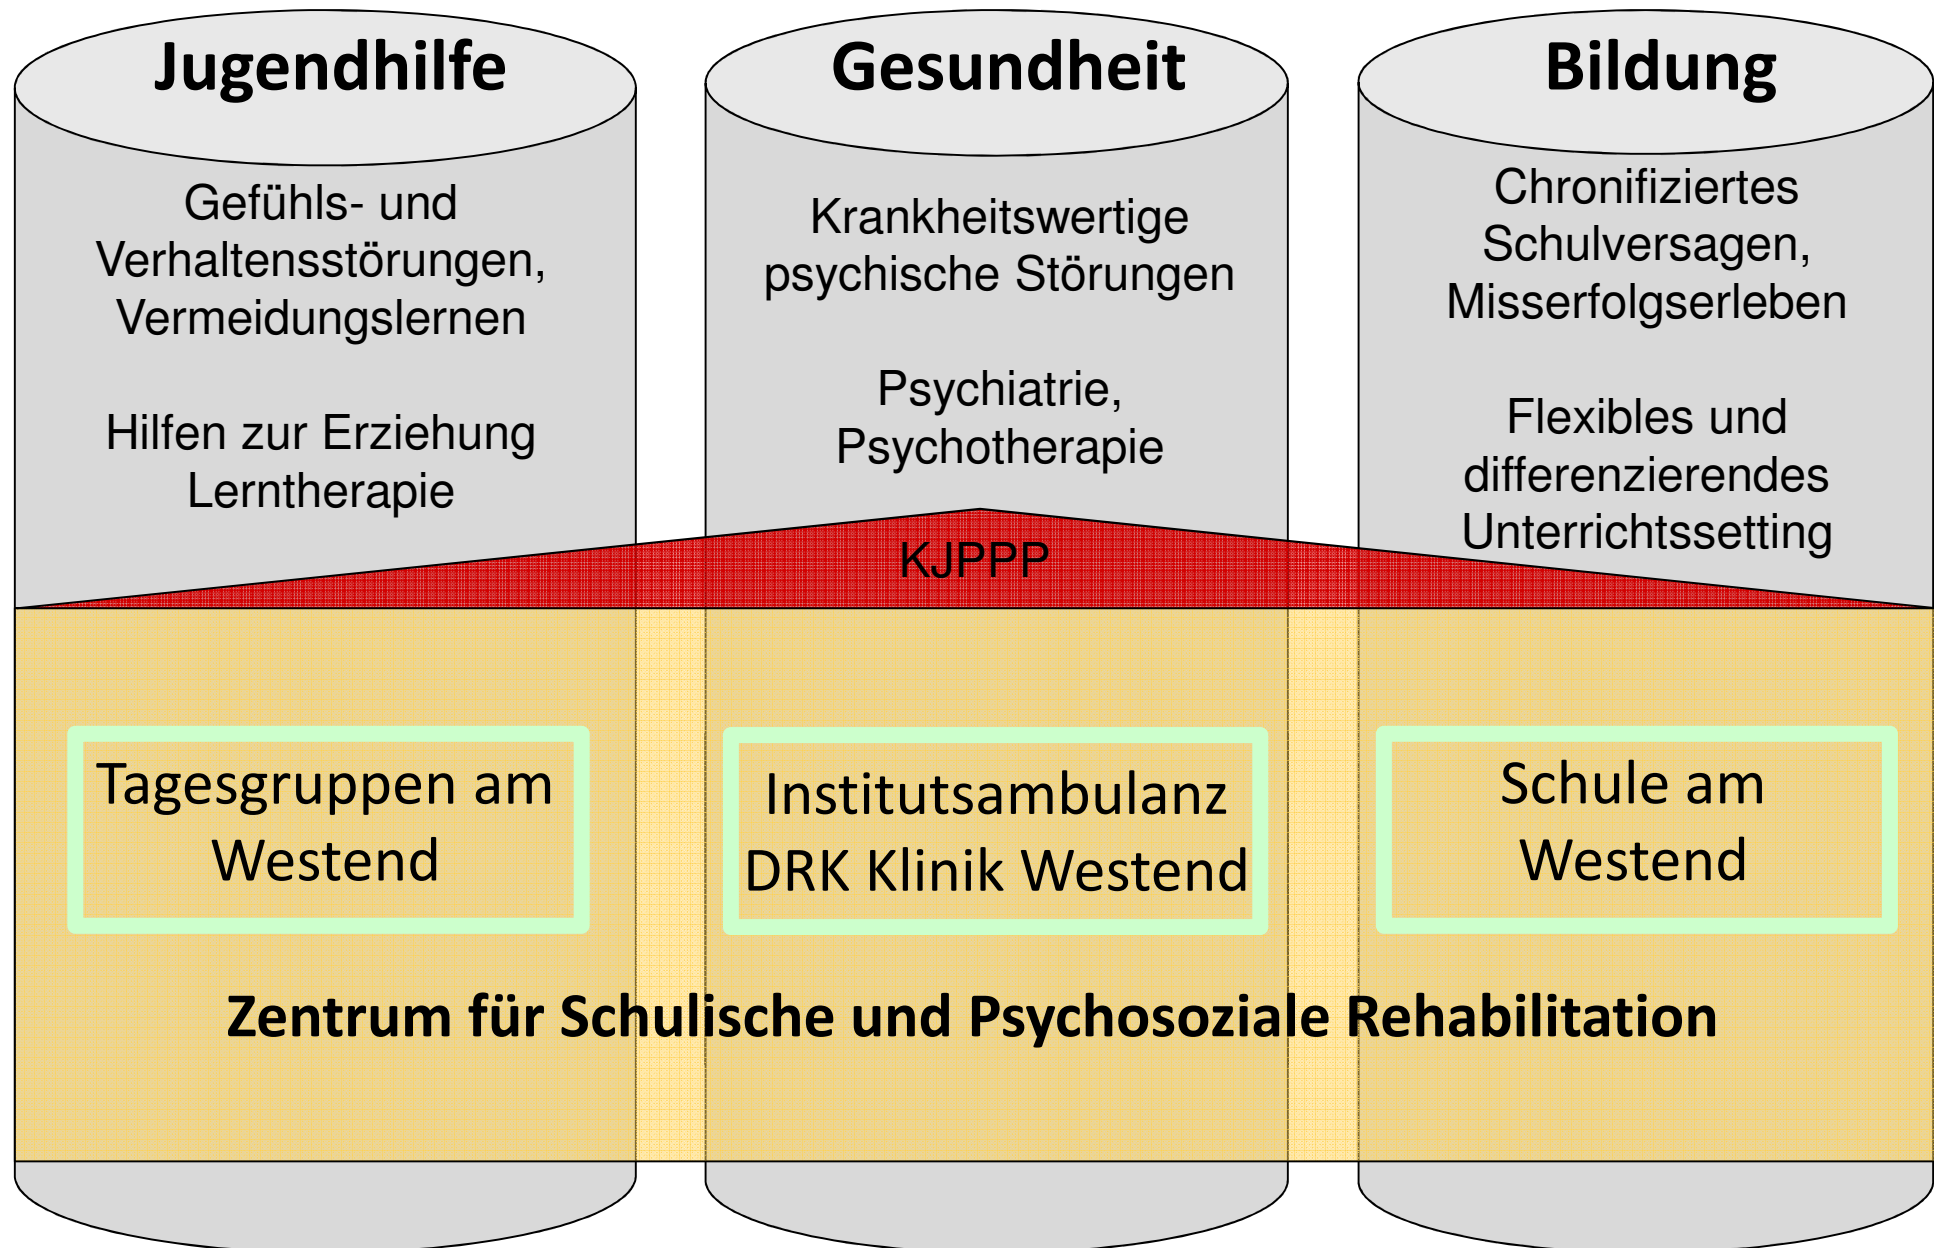 Jugendhilfe
Gefühls- und
Verhaltensstörungen,
Vermeidungslernen
Hilfen zur Erziehung
Lerntherapie
Gesundheit
Krankheitswertige
psychische Störungen
Psychiatrie,
Psychotherapie
Bildung
Chronifiziertes
Schulversagen,
Misserfolgserleben
Flexibles und
differenzierendes
Unterrichtssetting
KJPPP
Tagesgruppen am
Westend
Institutsambulanz
DRK Klinik Westend
Schule am
Westend
Zentrum für Schulische und Psychosoziale Rehabilitation